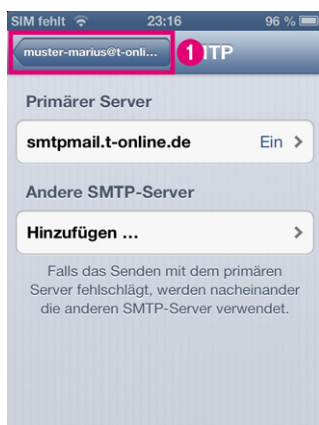 SIM fehlt 23:16 96 %
muster-marius@t-onli... 1 TP
Primärer Server
smtpmail.t-online.de Ein
Andere SMTP-Server
Hinzufügen ...
Falls das Senden mit dem primären
Server fehlschlägt, werden nacheinander
die anderen SMTP-Server verwendet.